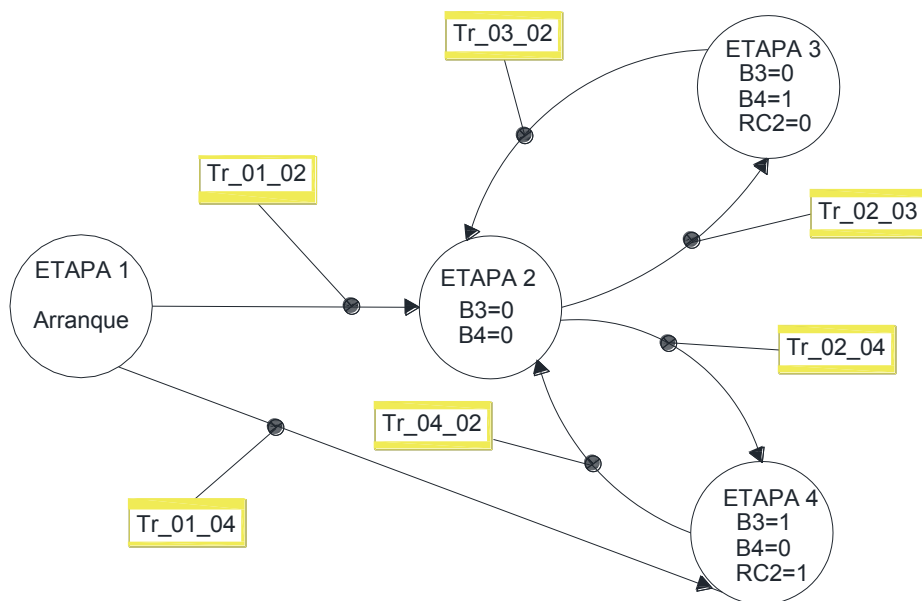 Tr_03_02
ETAPA 3
B3=0
B4=1
RC2=0
Tr_01_02
Tr_02_03
ETAPA 1
Arranque
ETAPA 2
B3=0
B4=0
Tr_02_04
Tr_04_02
Tr_01_04
ETAPA 4
B3=1
B4=0
RC2=1